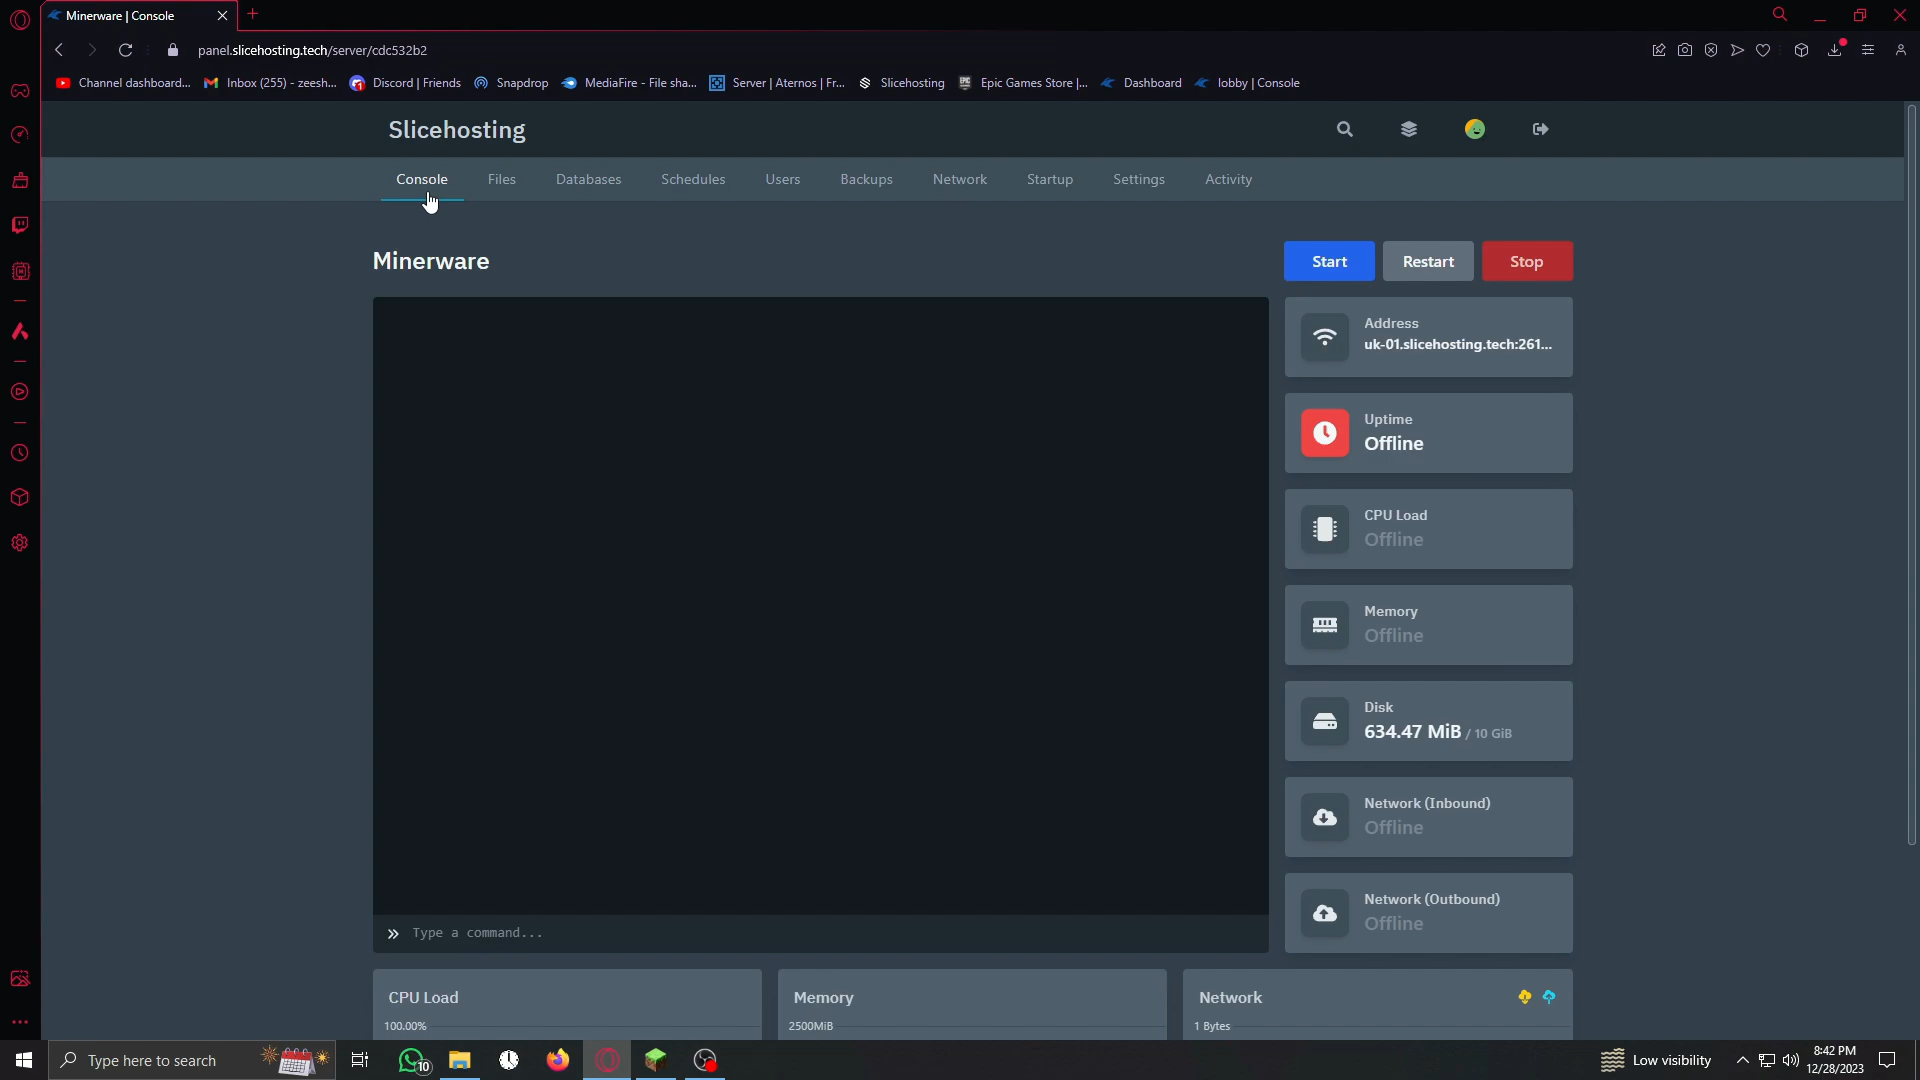 Minerware | Console
panel.slicehosting.tech/server/cdc532b2
Channel dashboard...
Inbox (255) - zeesh...
Discord | Friends
Snapdrop
MediaFire - File sha...
Server | Aternos | Fr...
Slicehosting
Epic Games Store |...
Dashboard
lobby | Console
Slicehosting
Console
Files
Databases
Schedules
Users
Backups
Network
Startup
Settings
Activity
Minerware
Start
Restart
Stop
Address
uk-01.slicehosting.tech:261...
Uptime
Offline
CPU Load
Offline
Memory
Offline
Disk
634.47 MiB / 10 GiB
Network (Inbound)
Offline
Network (Outbound)
Offline
Type a command...
CPU Load
100.00%
Memory
2500MiB
Network
1 Bytes
Type here to search
10
Low visibility
8:42 PM
12/28/2023